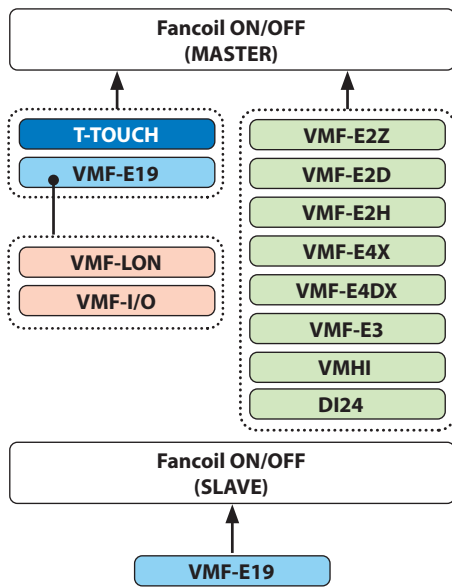 Fancoil ON/OFF
(MASTER)
T-TOUCH
VMF-E19
VMF-LON
VMF-I/O
VMF-E2Z
VMF-E2D
VMF-E2H
VMF-E4X
VMF-E4DX
VMF-E3
VMHI
DI24
Fancoil ON/OFF
(SLAVE)
VMF-E19